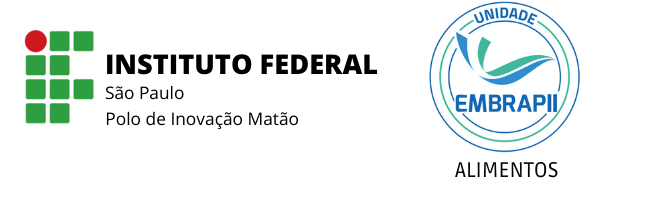 INSTITUTO FEDERAL
São Paulo
Polo de Inovação Matão
UNIDADE
EMBRAPII
ALIMENTOS